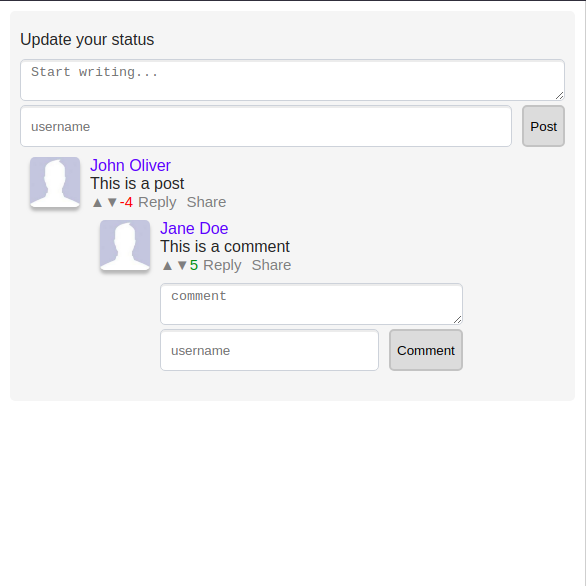 Update your status
Start writing...
username
Post
John Oliver
This is a post
▲▼-4 Reply Share
Jane Doe
This is a comment
▲▼5 Reply Share
comment
username
Comment